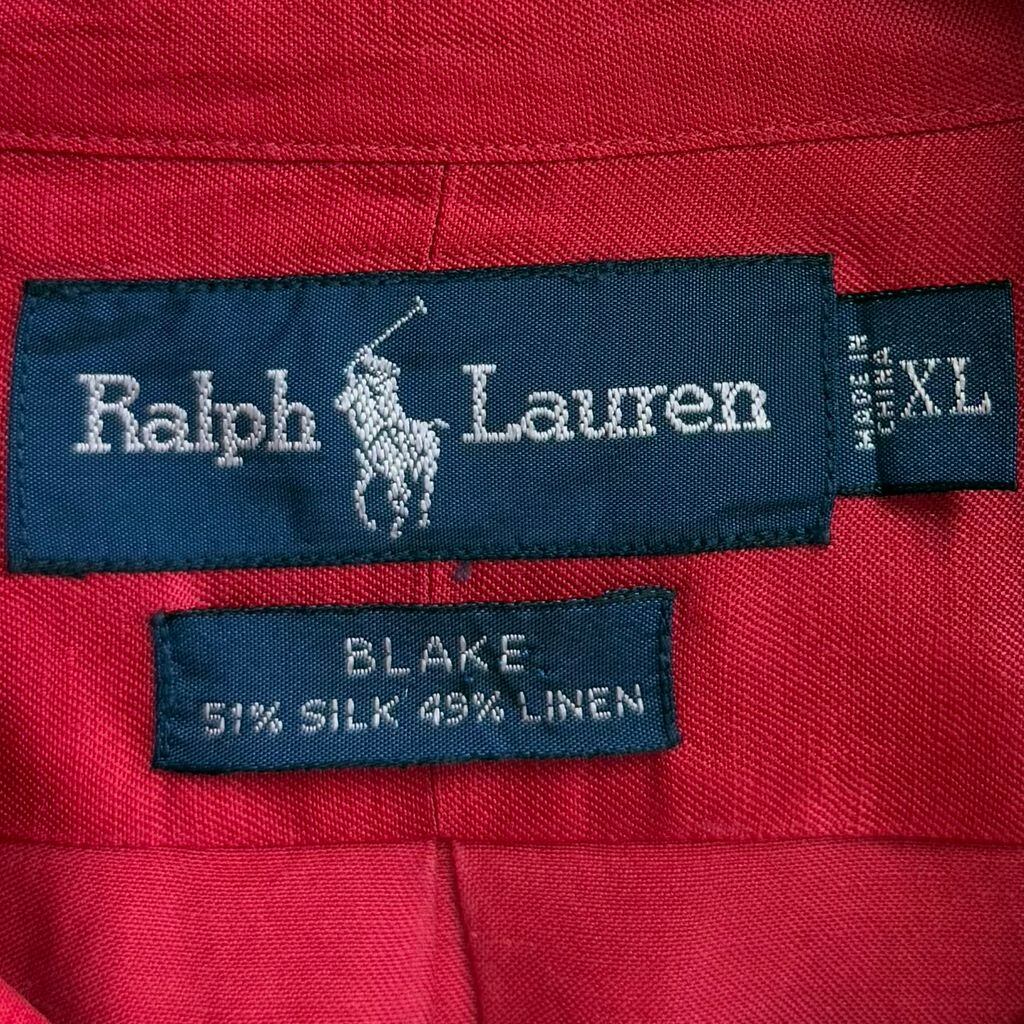 Ralph Lauren
MADE IN
CHINA
XL
BLAKE
51% SILK 49% LINEN